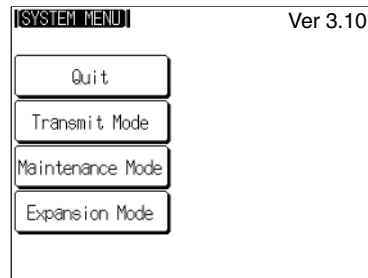 [SYSTEM MENU] Ver 3.10
Quit
Transmit Mode
Maintenance Mode
Expansion Mode